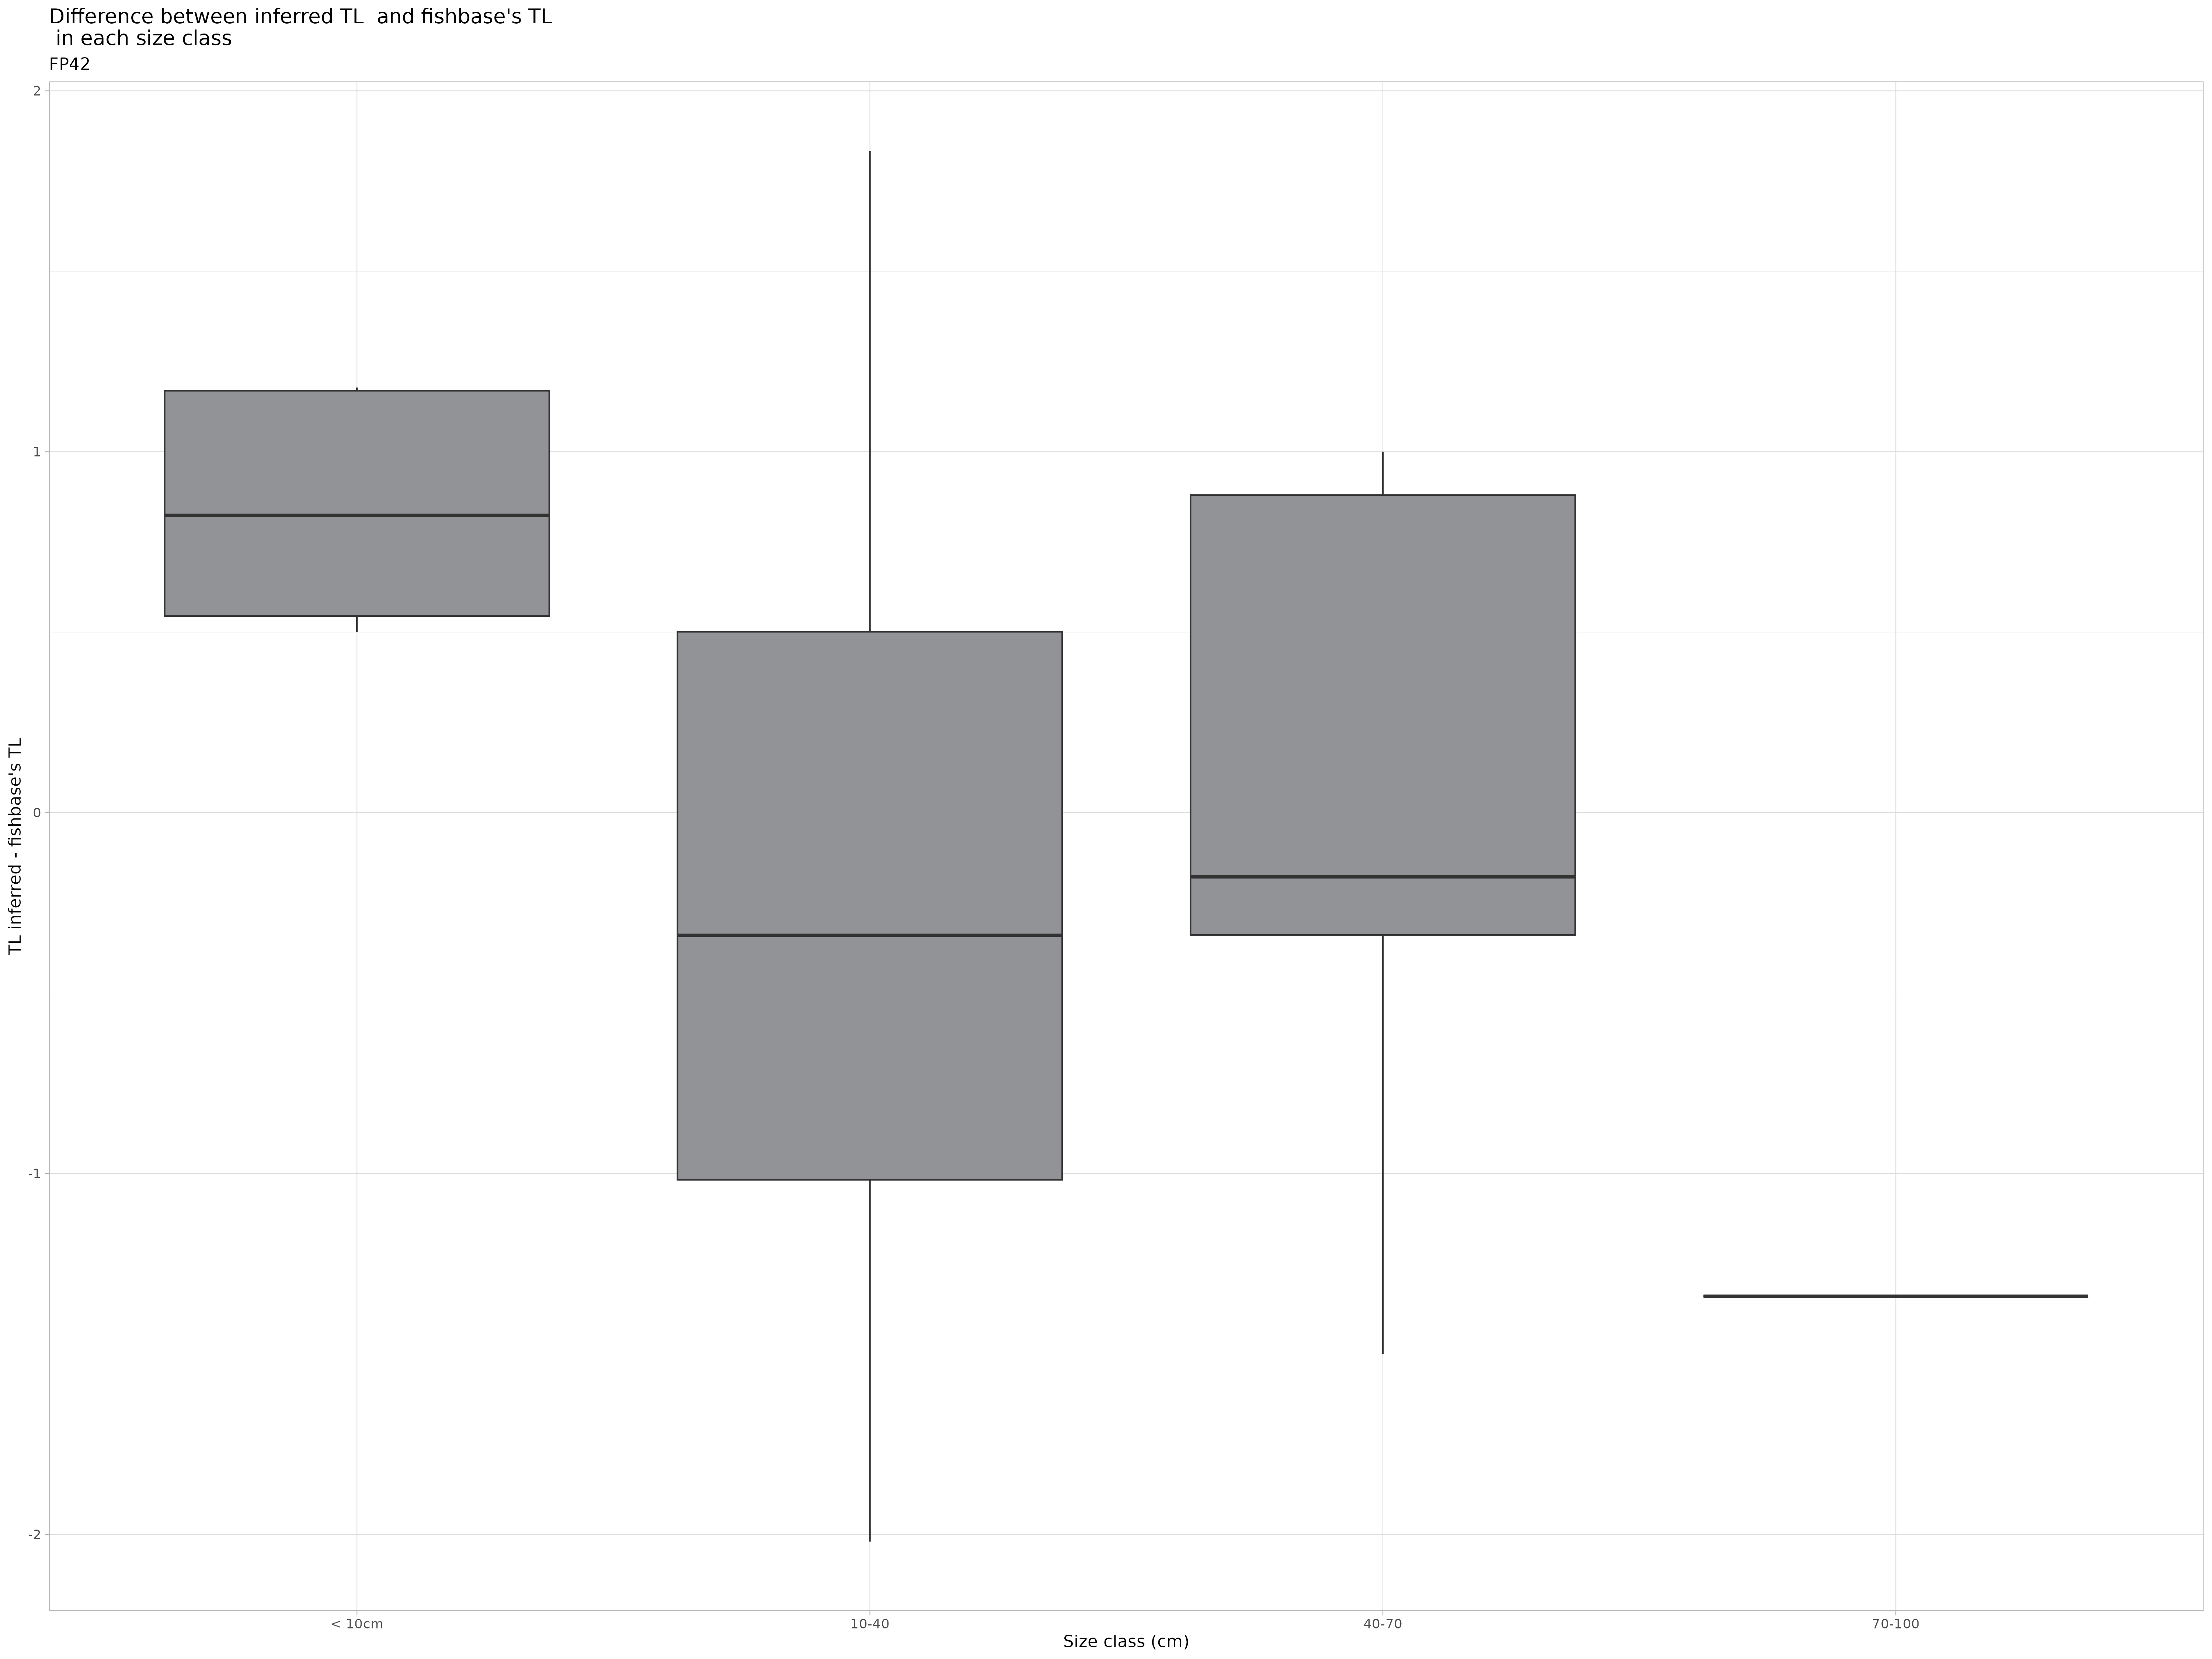 Difference between inferred TL  and fishbase's TL
in each size class
FP42
2
1
0
-1
-2
TL inferred - fishbase's TL
< 10cm
10-40
40-70
70-100
Size class (cm)